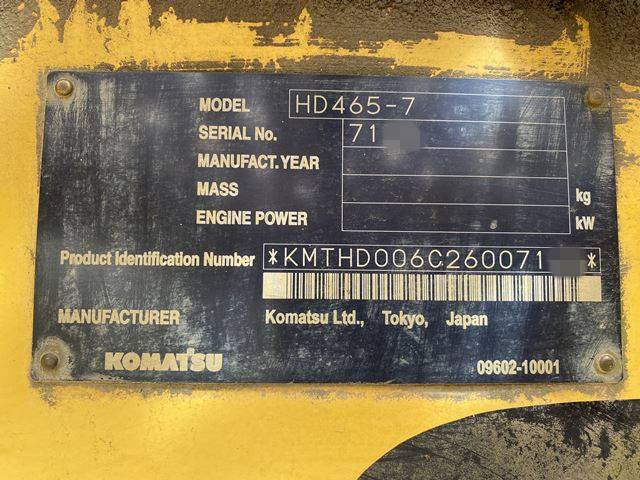 MODEL HD465-7
SERIAL No. 71
MANUFACT. YEAR
MASS kg
ENGINE POWER kW
Product Identification Number *KMTHD006C260071 *
MANUFACTURER Komatsu Ltd., Tokyo, Japan
KOMATSU 09602-10001